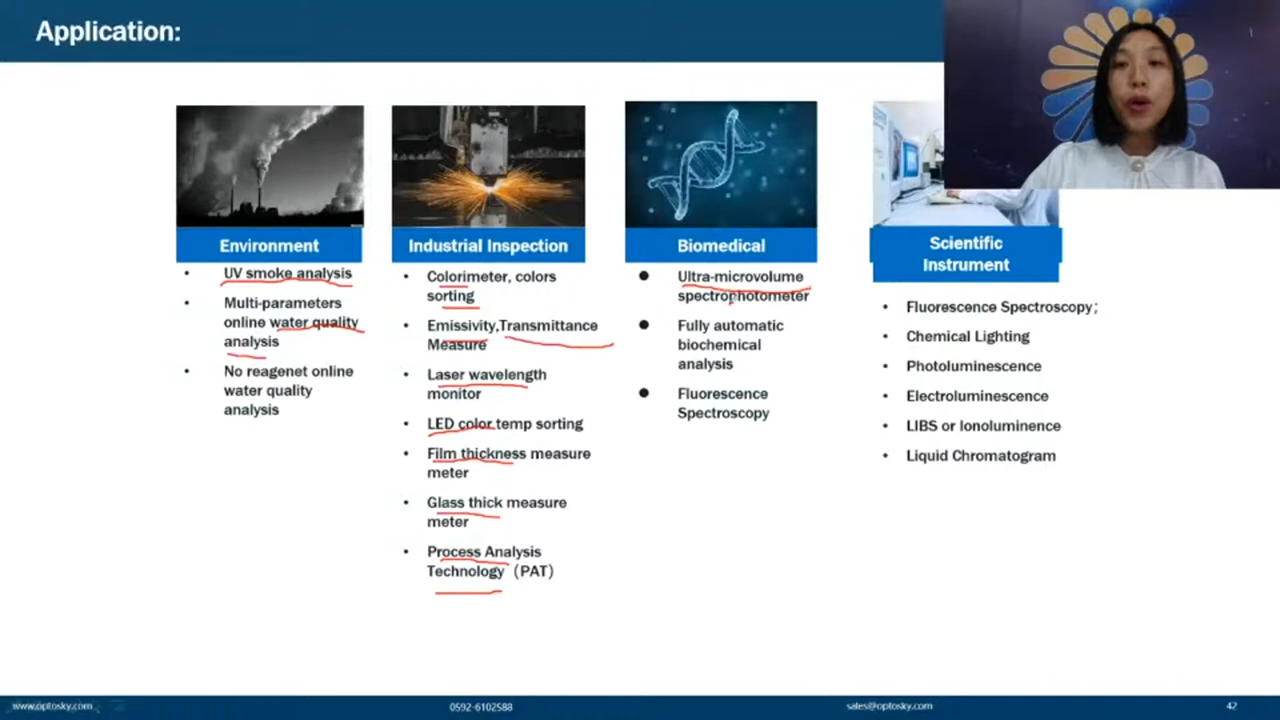 Application:
Environment
UV smoke analysis
Multi-parameters
online water quality
analysis
No reagenet online
water quality
analysis
Industrial Inspection
Colorimeter, colors
sorting
Emissivity,Transmittance
Measure
Laser wavelength
monitor
LED color temp sorting
Film thickness measure
meter
Glass thick measure
meter
Process Analysis
Technology（PAT）
Biomedical
Ultra-microvolume
spectrophotometer
Fully automatic
biochemical
analysis
Fluorescence
Spectroscopy
Scientific
Instrument
Fluorescence Spectroscopy；
Chemical Lighting
Photoluminescence
Electroluminescence
LIBS or Ionoluminence
Liquid Chromatogram
www.optosky.com
0592-6102588
sales@optosky.com
42